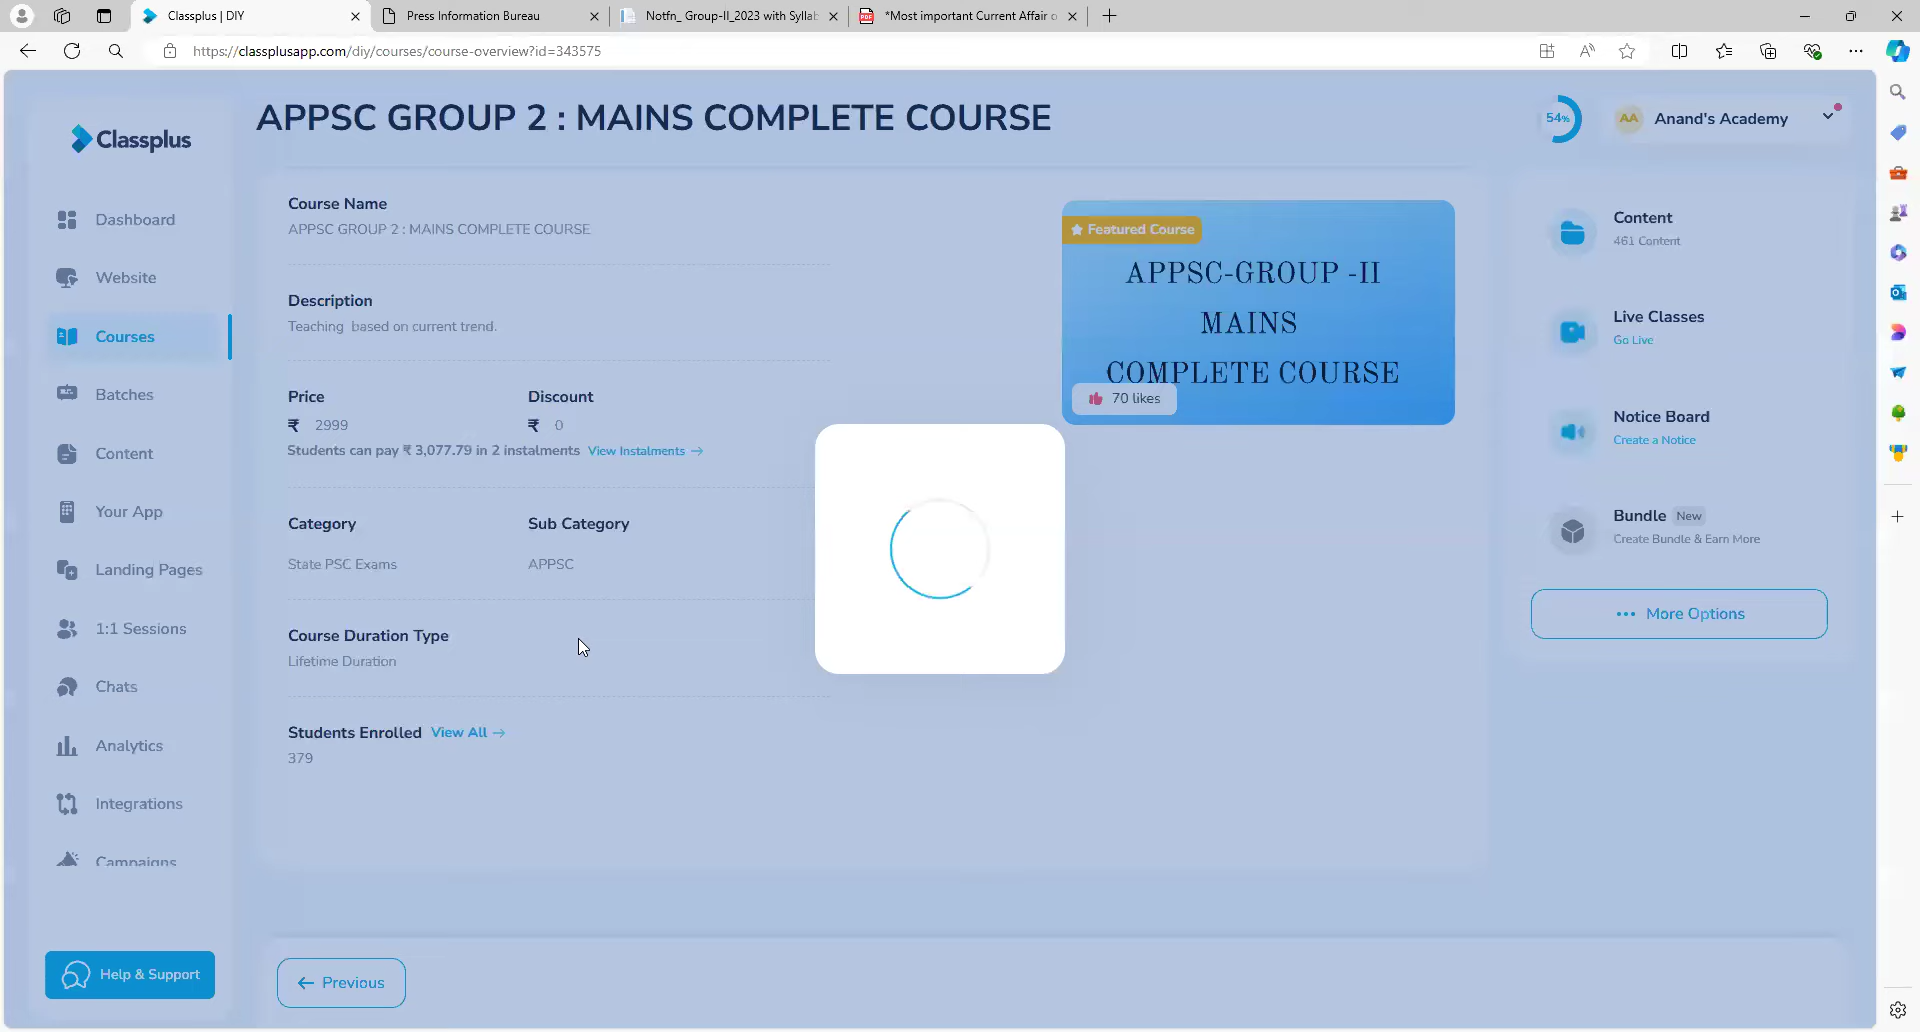 Classplus | DIY
Press Information Bureau
Notfn_ Group-II_2023 with Syllab
*Most important Current Affair o
https://classplusapp.com/diy/courses/course-overview?id=343575
Classplus
APPSC GROUP 2 : MAINS COMPLETE COURSE
54%
AA
Anand's Academy
Dashboard
Website
Courses
Batches
Content
Your App
Landing Pages
1:1 Sessions
Chats
Analytics
Integrations
Campaigns
Help & Support
Course Name
APPSC GROUP 2 : MAINS COMPLETE COURSE
Description
Teaching based on current trend.
Price
₹ 2999
Discount
₹ 0
Students can pay ₹ 3,077.79 in 2 instalments View Instalments →
Category
State PSC Exams
Sub Category
APPSC
Course Duration Type
Lifetime Duration
Students Enrolled View All →
379
Featured Course
APPSC-GROUP -II
MAINS
COMPLETE COURSE
70 likes
Content
461 Content
Live Classes
Go Live
Notice Board
Create a Notice
Bundle New
Create Bundle & Earn More
More Options
← Previous